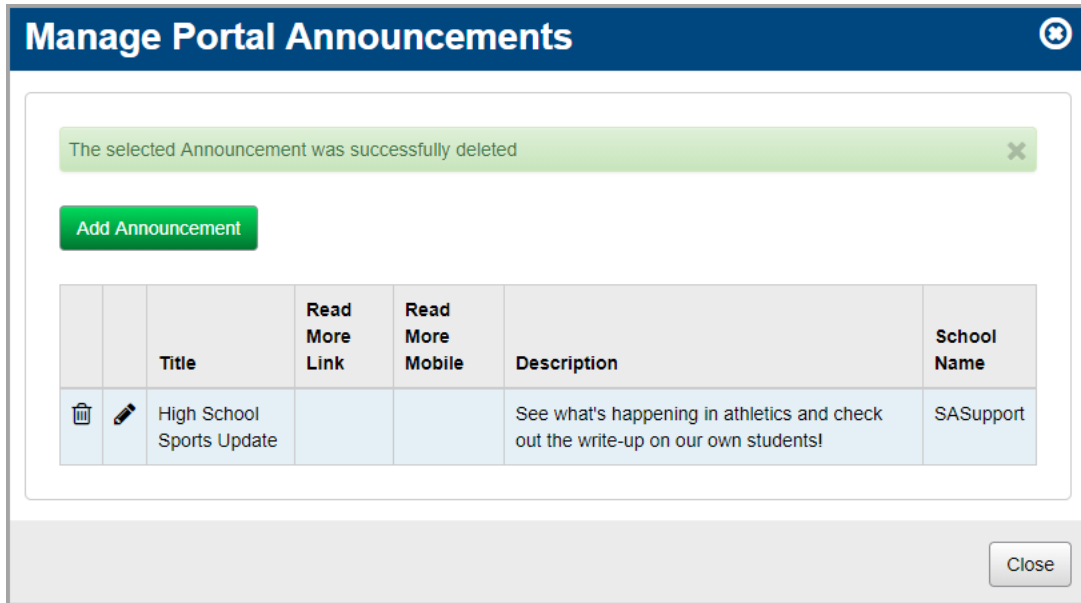 Manage Portal Announcements
The selected Announcement was successfully deleted
Add Announcement
Title
Read
More
Link
Read
More
Mobile
Description
School
Name
High School
Sports Update
See what's happening in athletics and check
out the write-up on our own students!
SASupport
Close